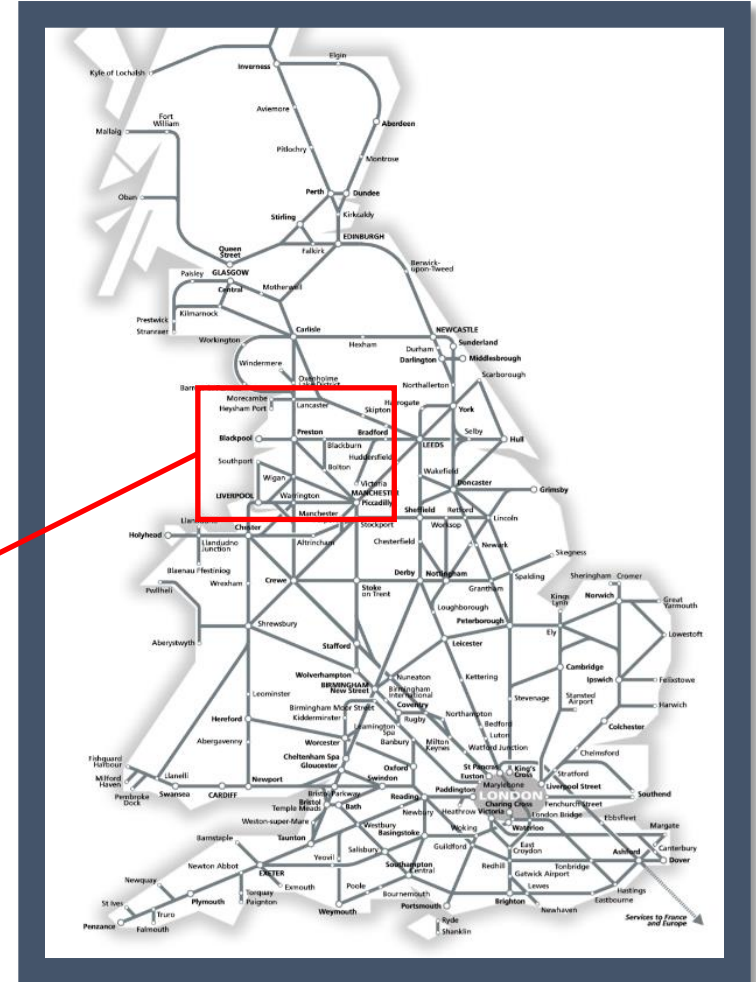 Elgin
Inverness
Kyle of Lochalsh
Aviemore
Fort
William
Mallaig
Aberdeen
Pitlochry
Montrose
Perth
Dundee
Oban
Stirling
Kirkcaldy
EDINBURGH
Queen
Street
Falkirk
GLASGOW
Berwick-
upon-Tweed
Paisley
Central
Motherwell
Prestwick
Kilmarnock
Stranraer
Carlisle
NEWCASTLE
Workington
Hexham
Sunderland
Durham
Darlington
Middlesbrough
Windermere
Scarborough
Oxenholme
Lake District
Northallerton
Morecambe
Lancaster
Heysham Port
Skipton
Harrogate
York
Blackpool
Preston
Bradford
LEEDS
Selby
Hull
Blackburn
Huddersfield
Southport
Bolton
Wakefield
Wigan
Victoria
Doncaster
LIVERPOOL
Warrington
MANCHESTER
Piccadilly
Grimsby
Manchester
Stockport
Sheffield
Retford
Worksop
Lincoln
Chester
Holyhead
Llandudno
Junction
Altrincham
Chesterfield
Newark
Skegness
Blaenau Ffestiniog
Wrexham
Crewe
Stoke
on Trent
Derby
Nottingham
Grantham
Spalding
Sheringham
Cromer
Pwllheli
Kings
Lynn
Norwich
Great
Yarmouth
Loughborough
Peterborough
Shrewsbury
Aberystwyth
Stafford
Leicester
Ely
Lowestoft
Wolverhampton
BIRMINGHAM
New Street
Nuneaton
Birmingham
International
Kettering
Cambridge
Ipswich
Felixstowe
Leominster
Birmingham Moor Street
Kidderminster
Coventry
Rugby
Northampton
Stevenage
Stansted
Airport
Harwich
Hereford
Leamington
Spa
Bedford
Colchester
Abergavenny
Worcester
Banbury
Milton
Keynes
Luton
Watford Junction
Chelmsford
Cheltenham Spa
Gloucester
Oxford
St Pancras
Euston
King's
Cross
Stratford
Fishguard
Harbour
Llanelli
Milford
Haven
Newport
Swindon
Marylebone
Liverpool Street
Pembroke
Dock
Swansea
CARDIFF
Bristol Parkway
Reading
Paddington
LONDON
Southend
Bristol
Temple Meads
Bath
Newbury
Heathrow
Charing Cross
Victoria
Fenchurch Street
Ebbsfleet
Weston-super-Mare
London Bridge
Waterloo
Barnstaple
Taunton
Westbury
Basingstoke
Woking
East
Croydon
Margate
Newton Abbot
Yeovil
Salisbury
Guildford
Redhill
Tonbridge
Ashford
Canterbury
Dover
EXETER
Southampton
Central
Gatwick Airport
Newquay
Exmouth
Poole
Lewes
Hastings
St Ives
Plymouth
Torquay
Paignton
Bournemouth
Eastbourne
Truro
Weymouth
Portsmouth
Brighton
Newhaven
Penzance
Falmouth
Ryde
Shanklin
Services to France
and Europe